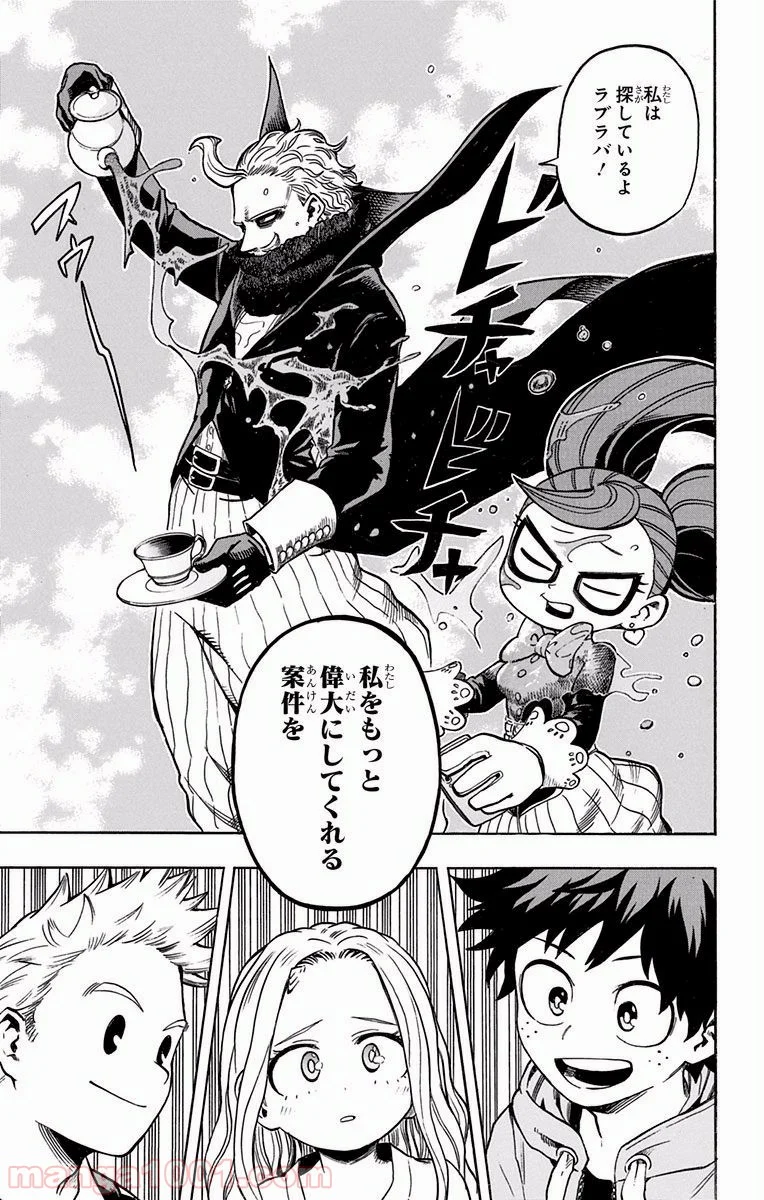 私は
探しているよ
ラブラバ！
ビチャビチャ
スゥー
私をもっと
偉大にしてくれる
案件を
manga1001.com